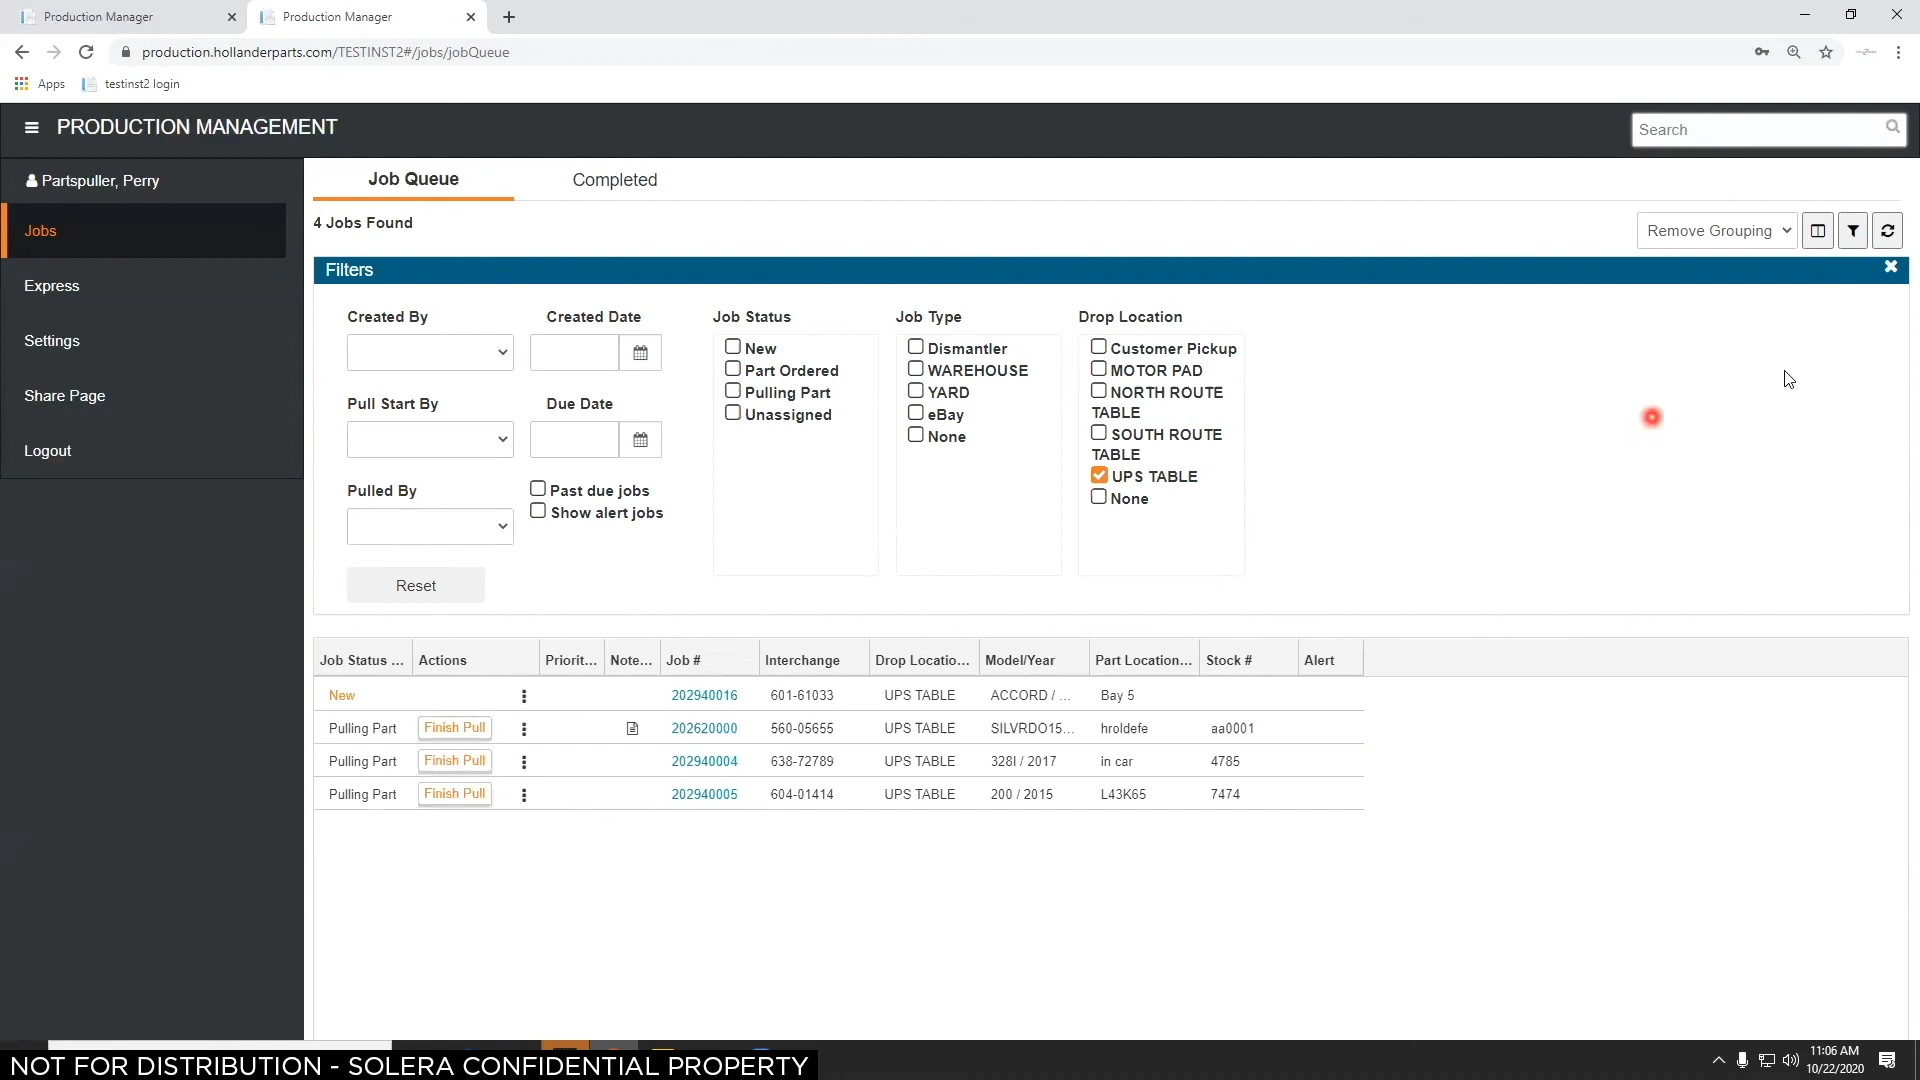 Production Manager
Production Manager
production.hollanderparts.com/TESTINST2#/jobs/jobQueue
Apps
testinst2 login
PRODUCTION MANAGEMENT
Search
Partspuller, Perry
Jobs
Express
Settings
Share Page
Logout
Job Queue
Completed
4 Jobs Found
Remove Grouping
Filters
Created By
Created Date
Pull Start By
Due Date
Pulled By
Past due jobs
Show alert jobs
Reset
Job Status
New
Part Ordered
Pulling Part
Unassigned
Job Type
Dismantler
WAREHOUSE
YARD
eBay
None
Drop Location
Customer Pickup
MOTOR PAD
NORTH ROUTE
TABLE
SOUTH ROUTE
TABLE
UPS TABLE
None
Job Status ... Actions Priorit... Note... Job # Interchange Drop Locatio... Model/Year Part Location... Stock # Alert
New 202940016 601-61033 UPS TABLE ACCORD / ... Bay 5
Pulling Part Finish Pull 202620000 560-05655 UPS TABLE SILVRDO15... hroldefe aa0001
Pulling Part Finish Pull 202940004 638-72789 UPS TABLE 328I / 2017 in car 4785
Pulling Part Finish Pull 202940005 604-01414 UPS TABLE 200 / 2015 L43K65 7474
NOT FOR DISTRIBUTION - SOLERA CONFIDENTIAL PROPERTY
11:06 AM
10/22/2020